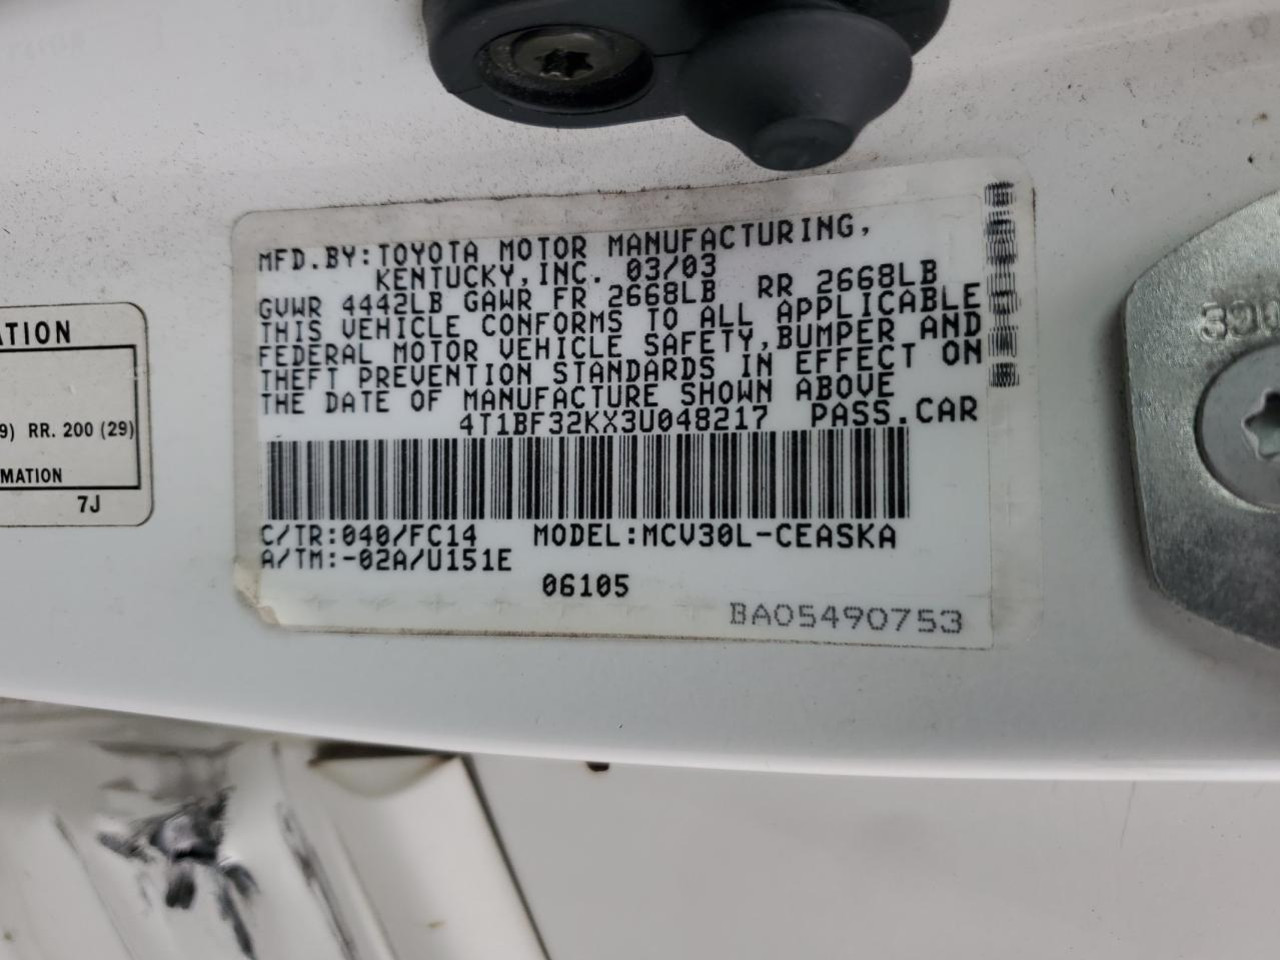 MFD.BY:TOYOTA MOTOR MANUFACTURING,
KENTUCKY,INC. 03/03
GVWR 4442LB GAWR FR 2668LB RR 2668LB
THIS VEHICLE CONFORMS TO ALL APPLICABLE
FEDERAL MOTOR VEHICLE SAFETY,BUMPER AND
THEFT PREVENTION STANDARDS IN EFFECT ON
THE DATE OF MANUFACTURE SHOWN ABOVE
4T1BF32KX3U048217 PASS.CAR
C/TR:040/FC14 MODEL:MCV30L-CEASKA
A/TM:-02A/U151E
06105
BA05490753
ATION
9) RR. 200 (29)
MATION
7J